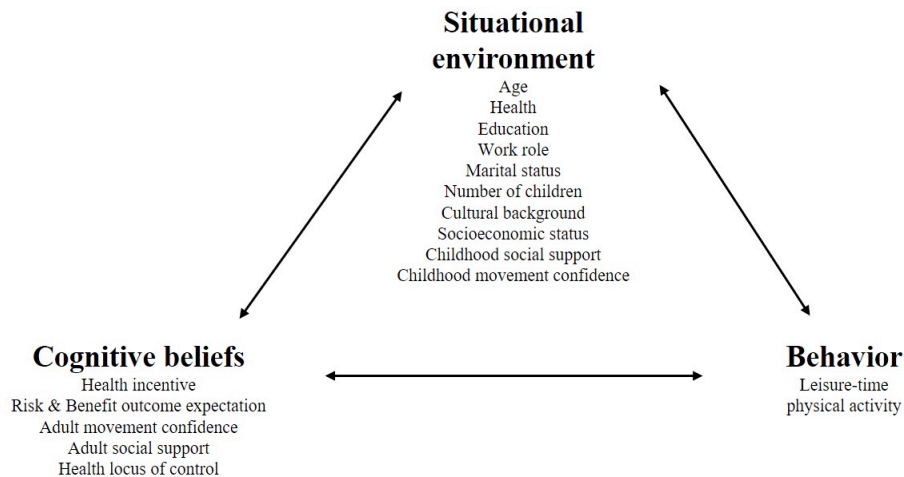 Situational
environment
Age
Health
Education
Work role
Marital status
Number of children
Cultural background
Socioeconomic status
Childhood social support
Childhood movement confidence
Cognitive beliefs
Health incentive
Risk & Benefit outcome expectation
Adult movement confidence
Adult social support
Health locus of control
Behavior
Leisure-time
physical activity